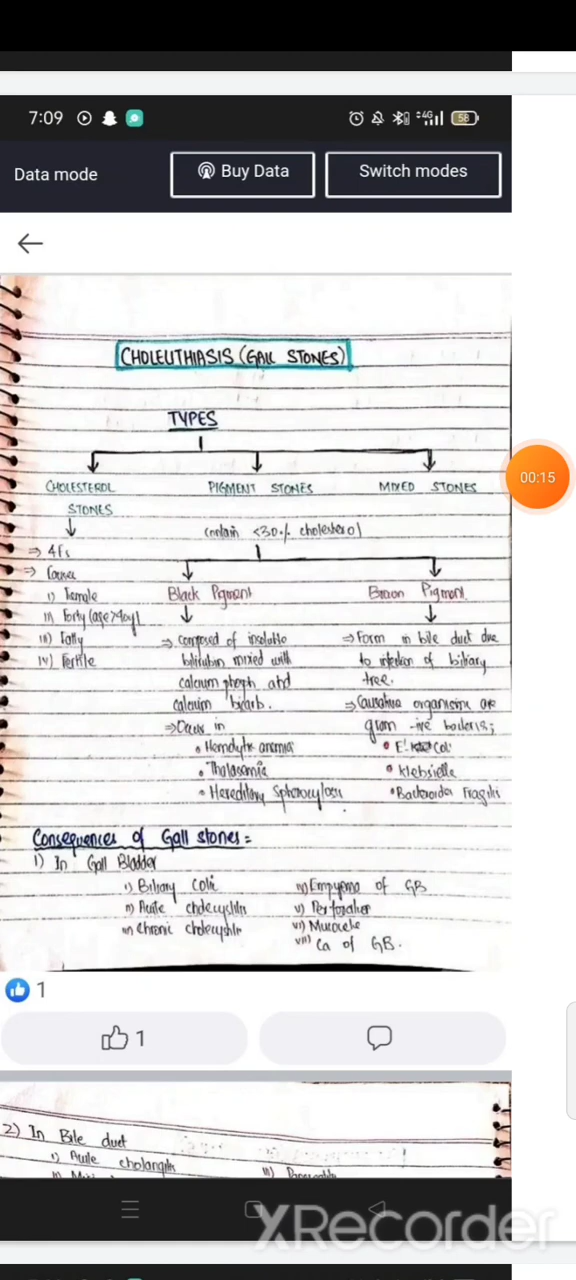 7:09
4G
58
Data mode
Buy Data
Switch modes
CHOLELITHIASIS (GALL STONES)
TYPES
CHOLESTEROL STONES
PIGMENT STONES
MIXED STONES
00:15
contain <30% cholesterol
⇒ 4Fs
i) Female
ii) Forty (age>40y)
iii) Fatty
iv) Fertile
Black Pigment
⇒ Composed of insoluble
bilirubin mixed with
calcium phosph and
calcium bicarb.
⇒ Occurs in
• Hemolytic anemia
• Thalassemia
• Hereditary Spherocytosis
Brown Pigment
⇒ Form in bile duct due
to infection of biliary
tree.
⇒ Causative organisms are
gram -ive bacteria;
• E. Coli
• Klebsiella
• Bacteroides Fragilis
Consequences of Gall stones =
1) In Gall Bladder
i) Biliary Colic
ii) Acute cholecystitis
iii) Chronic cholecystitis
iv) Empyema of GB
v) Perforation
vi) Mucocele
vii) Ca of GB.
1
1
2) In Bile duct
i) Acute cholangitis
XRecorder